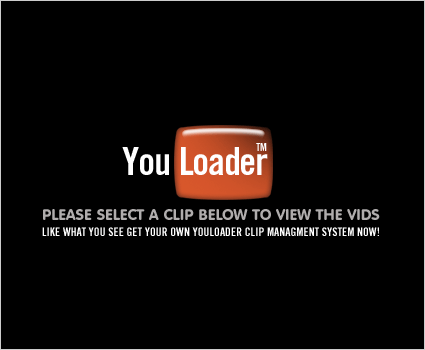 You Loader™
PLEASE SELECT A CLIP BELOW TO VIEW THE VIDS
LIKE WHAT YOU SEE GET YOUR OWN YOULOADER CLIP MANAGMENT SYSTEM NOW!